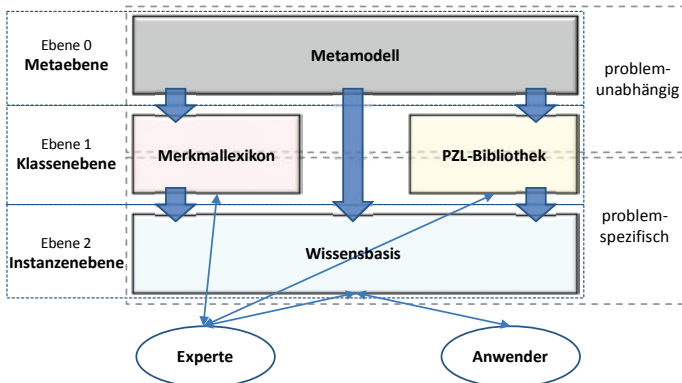 Ebene 0
Metaebene
Metamodell
problem-
unabhängig
Ebene 1
Klassenebene
Merkmallexikon
PZL-Bibliothek
problem-
spezifisch
Ebene 2
Instanzenebene
Wissensbasis
Experte
Anwender